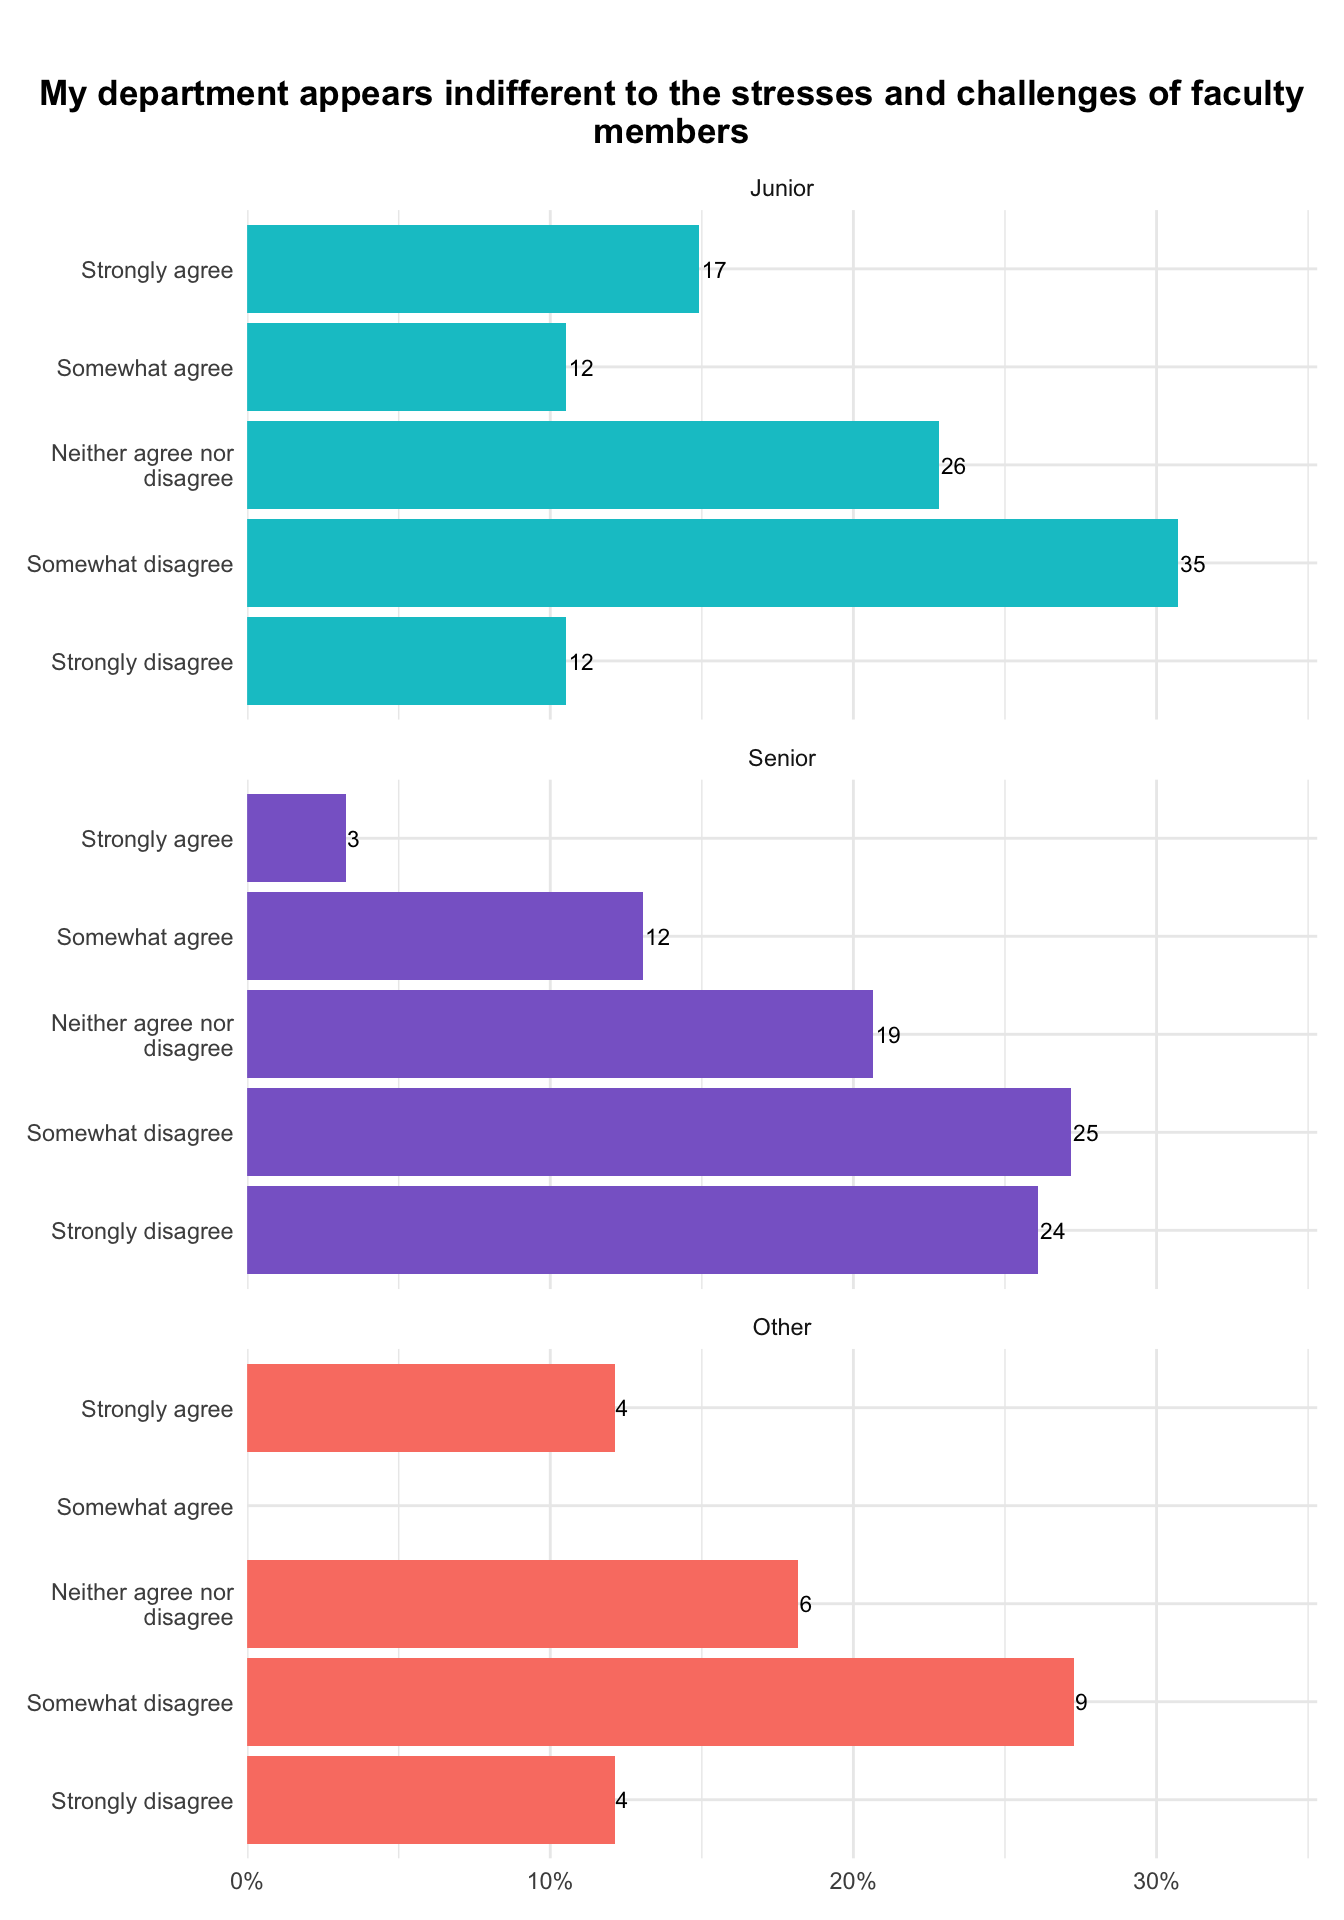 My department appears indifferent to the stresses and challenges of faculty
members
Junior
Strongly agree
17
Somewhat agree
12
Neither agree nor
disagree
26
Somewhat disagree
35
Strongly disagree
12
Senior
Strongly agree
3
Somewhat agree
12
Neither agree nor
disagree
19
Somewhat disagree
25
Strongly disagree
24
Other
Strongly agree
4
Somewhat agree
Neither agree nor
disagree
6
Somewhat disagree
9
Strongly disagree
4
0%
10%
20%
30%